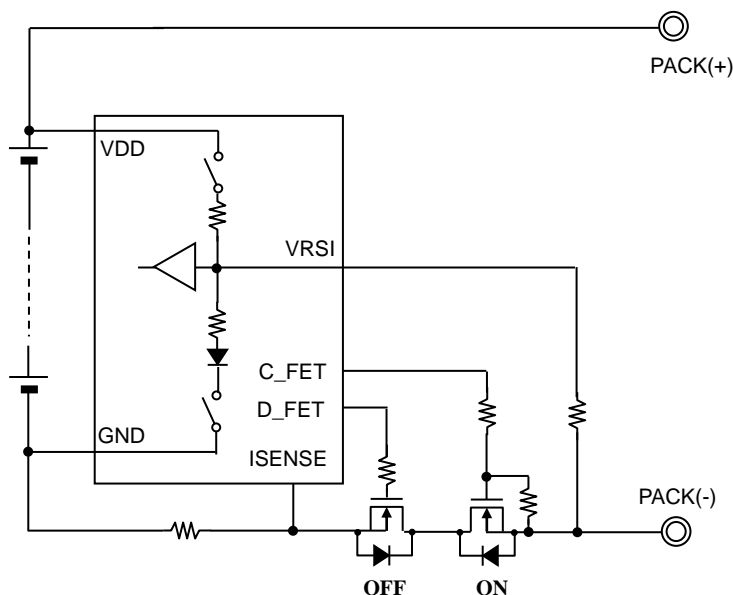 PACK(+)
VDD
VRSI
C_FET
D_FET
GND
ISENSE
PACK(-)
OFF
ON